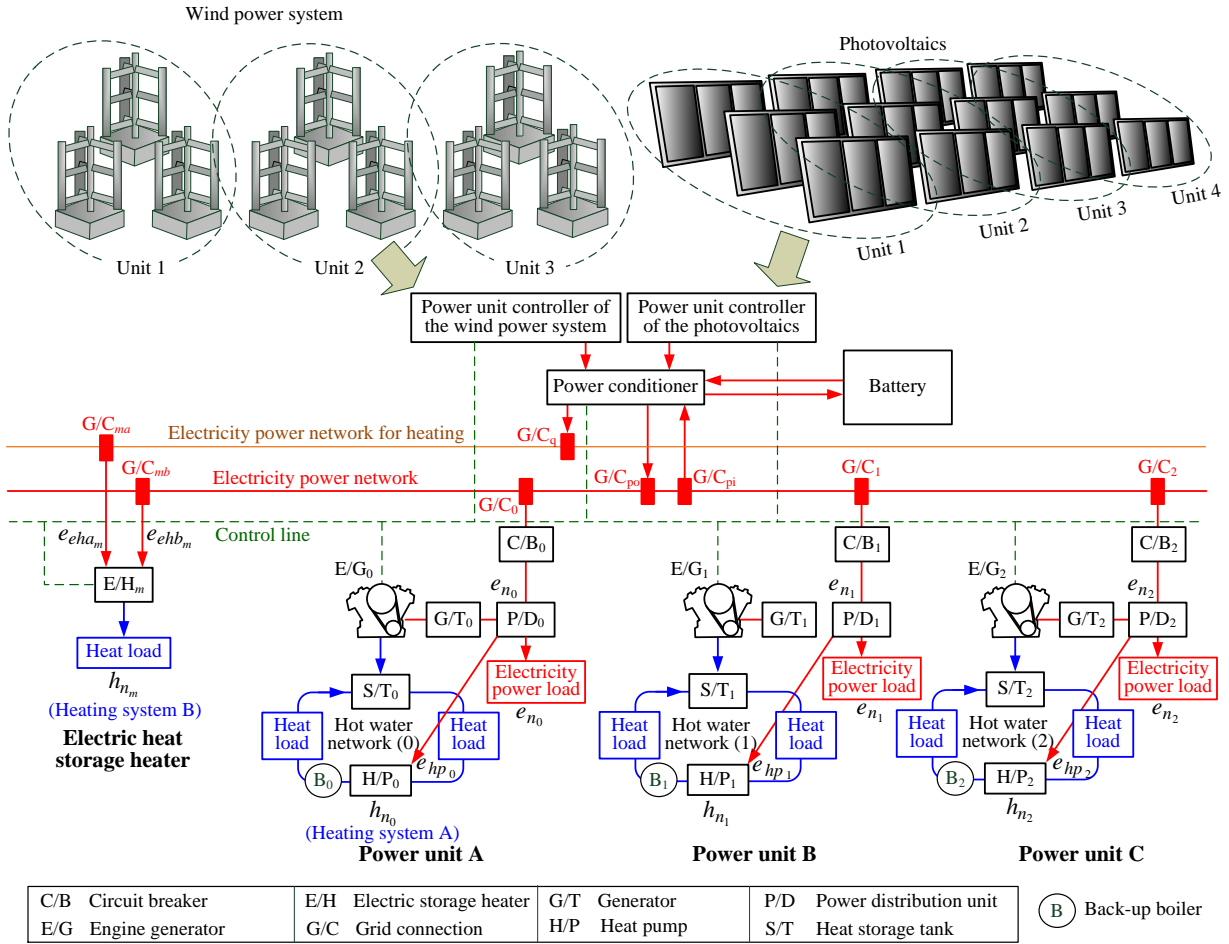 Wind power system
Photovoltaics
Unit 1
Unit 2
Unit 3
Unit 1
Unit 2
Unit 3
Unit 4
Power unit controller of
the wind power system
Power unit controller
of the photovoltaics
Power conditioner
Battery
G/Cma
Electricity power network for heating
G/Cq
G/Cmb
Electricity power network
G/C0
G/Cpo
G/Cpi
G/C1
G/C2
Control line
eeham
eehbm
E/Hm
Heat load
hnm
(Heating system B)
Electric heat
storage heater
C/B0
E/G0
en0
G/T0
P/D0
Electricity
power load
en0
S/T0
Heat
load
Hot water
network (0)
Heat
load
ehp0
B0
H/P0
hn0
(Heating system A)
Power unit A
C/B1
E/G1
en1
G/T1
P/D1
Electricity
power load
en1
S/T1
Heat
load
Hot water
network (1)
Heat
load
ehp1
B1
H/P1
hn1
Power unit B
C/B2
E/G2
en2
G/T2
P/D2
Electricity
power load
en2
S/T2
Heat
load
Hot water
network (2)
Heat
load
ehp2
B2
H/P2
hn2
Power unit C
C/B Circuit breaker
E/G Engine generator
E/H Electric storage heater
G/C Grid connection
G/T Generator
H/P Heat pump
P/D Power distribution unit
S/T Heat storage tank
B Back-up boiler